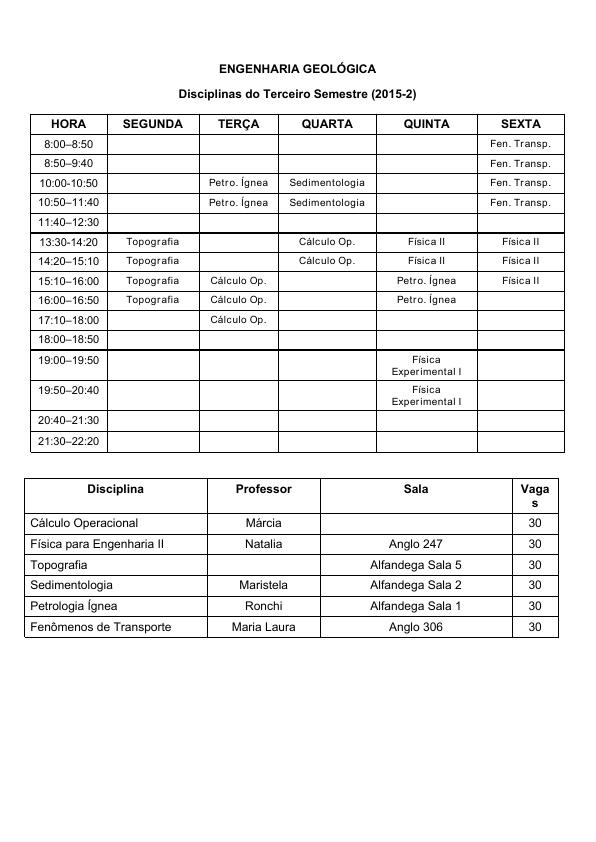 ENGENHARIA GEOLÓGICA
Disciplinas do Terceiro Semestre (2015-2)
HORA SEGUNDA TERÇA QUARTA QUINTA SEXTA
8:00–8:50 Fen. Transp.
8:50–9:40 Fen. Transp.
10:00-10:50 Petro. Ígnea Sedimentologia Fen. Transp.
10:50–11:40 Petro. Ígnea Sedimentologia Fen. Transp.
11:40–12:30
13:30-14:20 Topografia Cálculo Op. Física II Física II
14:20–15:10 Topografia Cálculo Op. Física II Física II
15:10–16:00 Topografia Cálculo Op. Petro. Ígnea Física II
16:00–16:50 Topografia Cálculo Op. Petro. Ígnea
17:10–18:00 Cálculo Op.
18:00–18:50
19:00–19:50 Física
Experimental I
19:50–20:40 Física
Experimental I
20:40–21:30
21:30–22:20
Disciplina Professor Sala Vaga
s
Cálculo Operacional Márcia 30
Física para Engenharia II Natalia Anglo 247 30
Topografia Alfandega Sala 5 30
Sedimentologia Maristela Alfandega Sala 2 30
Petrologia Ígnea Ronchi Alfandega Sala 1 30
Fenômenos de Transporte Maria Laura Anglo 306 30